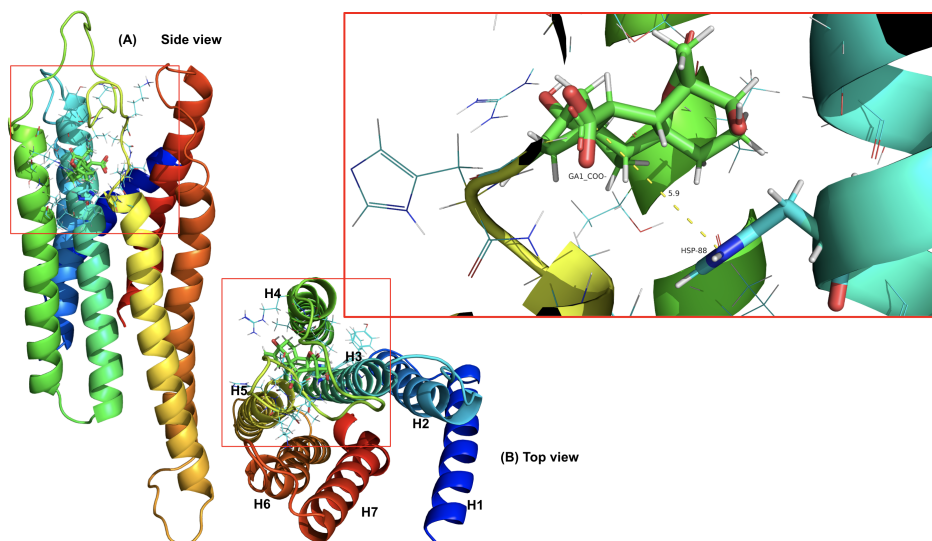 (A) Side view
GA1_COO-
5.9
HSP-88
H4
H3
H5
H2
(B) Top view
H6
H7
H1